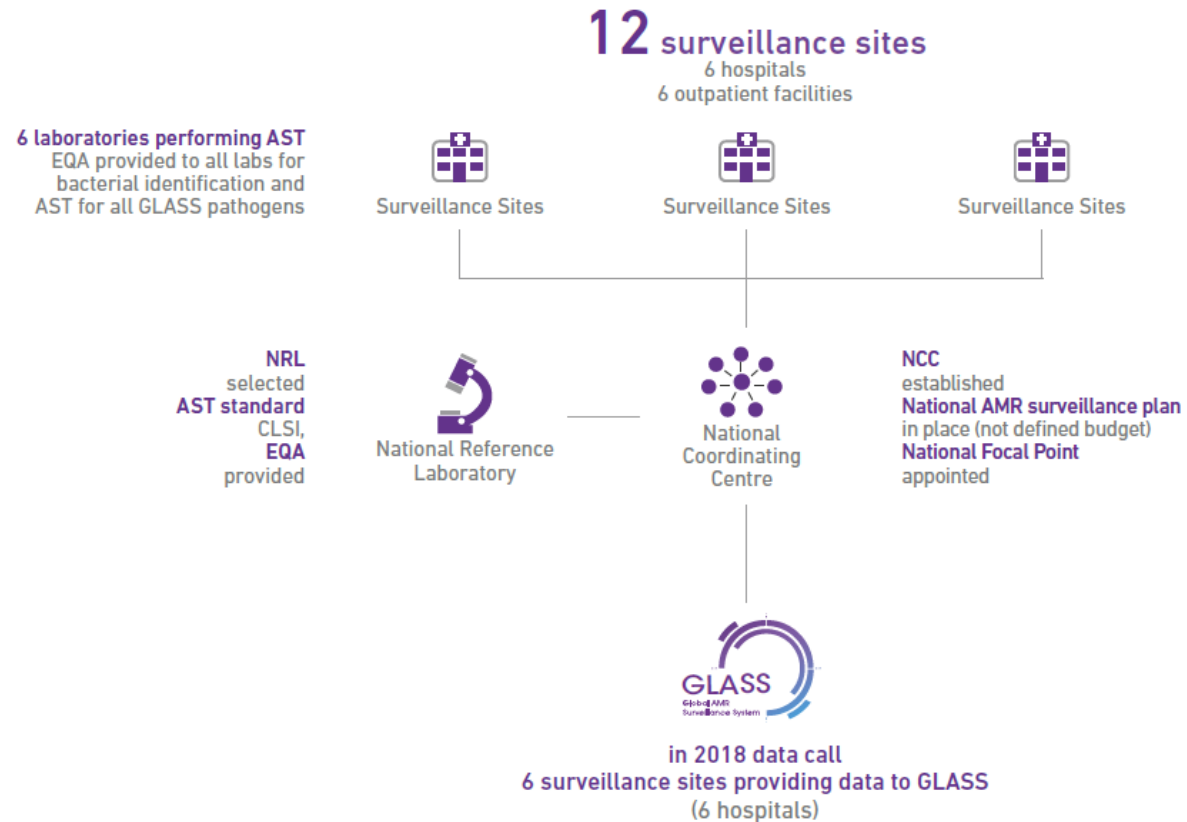 12 surveillance sites
6 hospitals
6 outpatient facilities
6 laboratories performing AST
EQA provided to all labs for
bacterial identification and
AST for all GLASS pathogens
Surveillance Sites
Surveillance Sites
Surveillance Sites
NRL
selected
AST standard
CLSI,
EQA
provided
National Reference
Laboratory
National
Coordinating
Centre
NCC
established
National AMR surveillance plan
in place (not defined budget)
National Focal Point
appointed
GLASS
Global AMR
Surveillance System
in 2018 data call
6 surveillance sites providing data to GLASS
(6 hospitals)